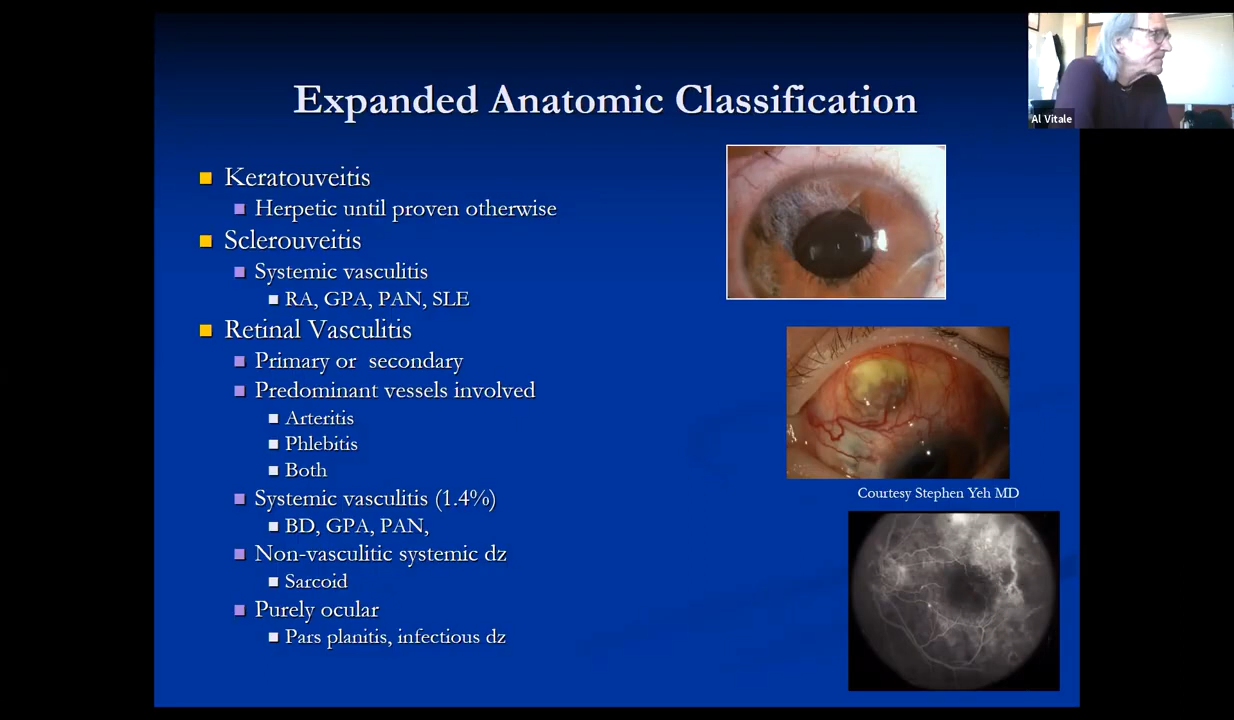 Expanded Anatomic Classification
Al Vitale
Keratouveitis
Herpetic until proven otherwise
Sclerouveitis
Systemic vasculitis
RA, GPA, PAN, SLE
Retinal Vasculitis
Primary or  secondary
Predominant vessels involved
Arteritis
Phlebitis
Both
Systemic vasculitis (1.4%)
BD, GPA, PAN,
Non-vasculitic systemic dz
Sarcoid
Purely ocular
Pars planitis, infectious dz
Courtesy Stephen Yeh MD